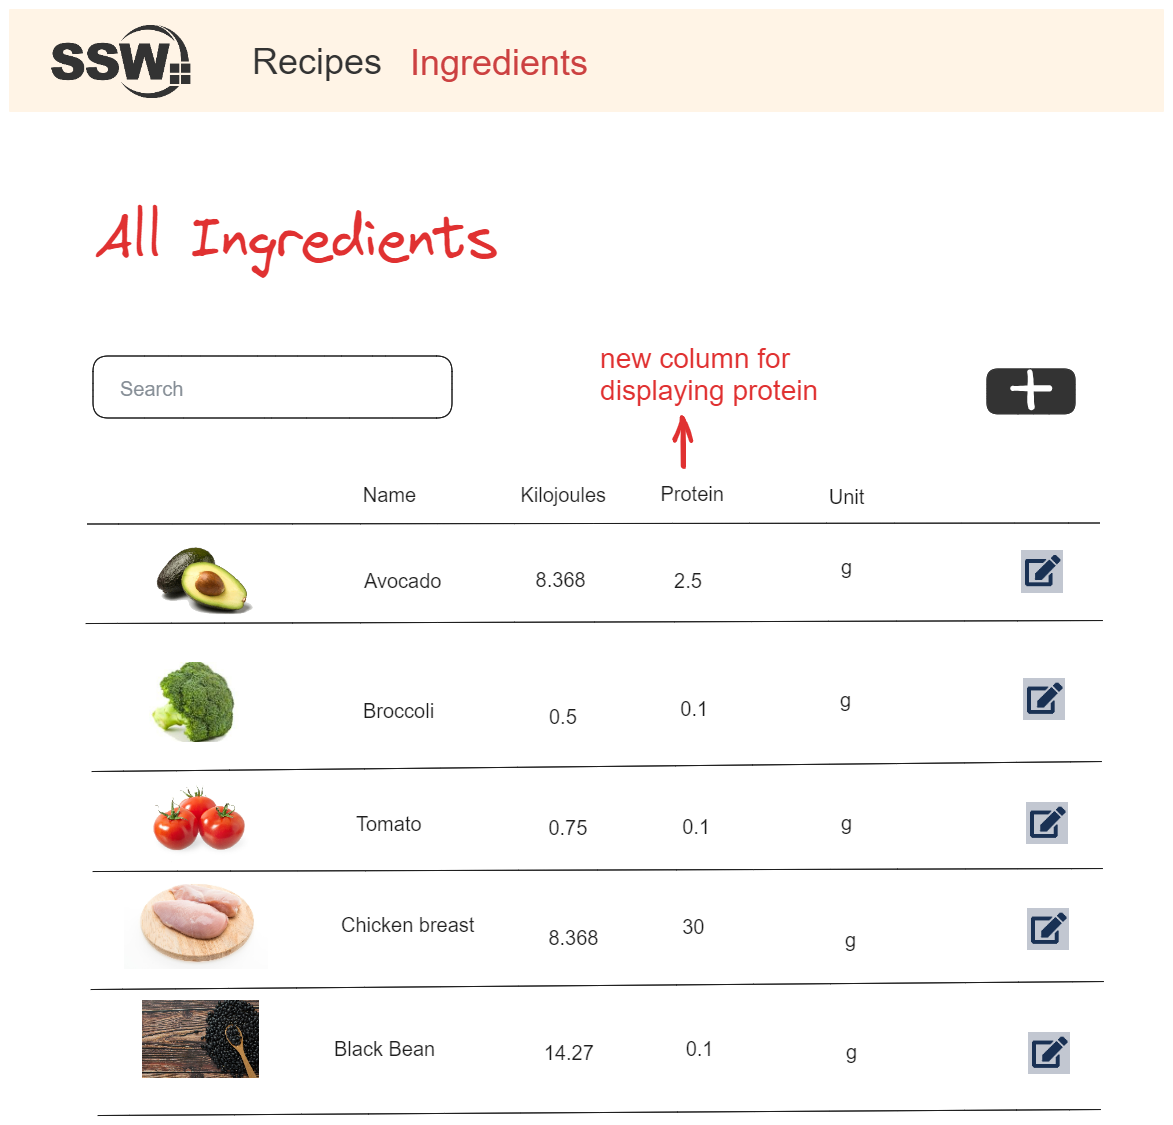 SSW
Recipes Ingredients
All Ingredients
Search
new column for
displaying protein
Name Kilojoules Protein Unit
Avocado 8.368 2.5 g
Broccoli 0.5 0.1 g
Tomato 0.75 0.1 g
Chicken breast 8.368 30 g
Black Bean 14.27 0.1 g